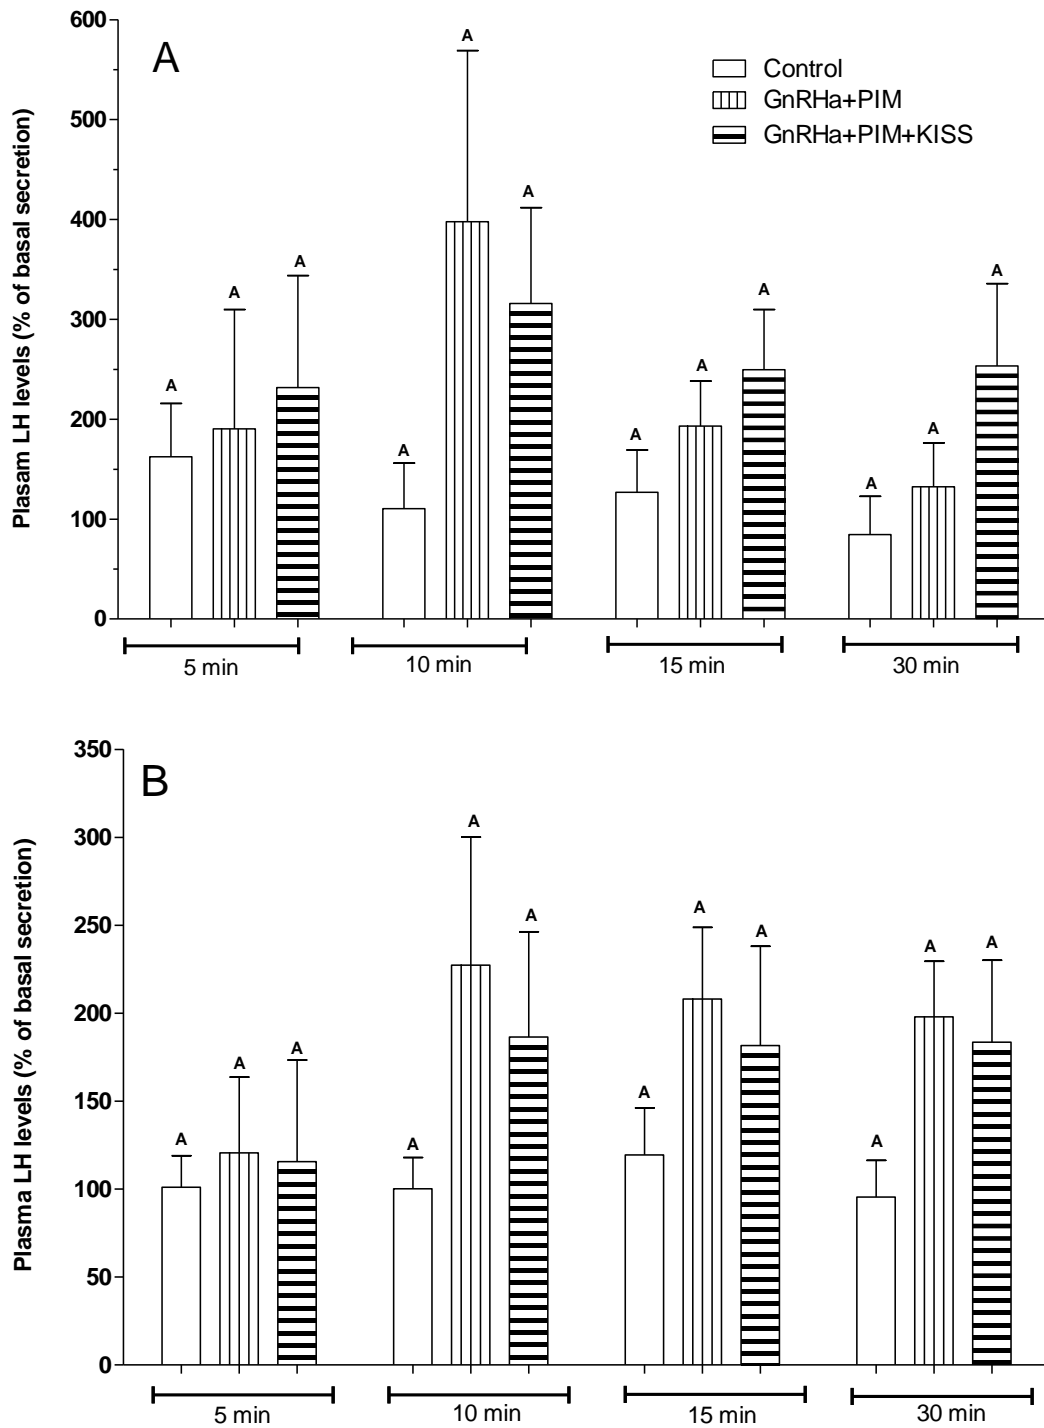 600
A
A
Control
GnRHa+PIM
GnRHa+PIM+KISS
500
400
300
200
100
0
A
A
A
A
A
A
A
A
A
A
A
Plasam LH levels (% of basal secretion)
5 min
10 min
15 min
30 min
350
B
300
250
200
150
100
50
0
A
A
A
A
A
A
A
A
A
A
A
A
Plasma LH levels (% of basal secretion)
5 min
10 min
15 min
30 min